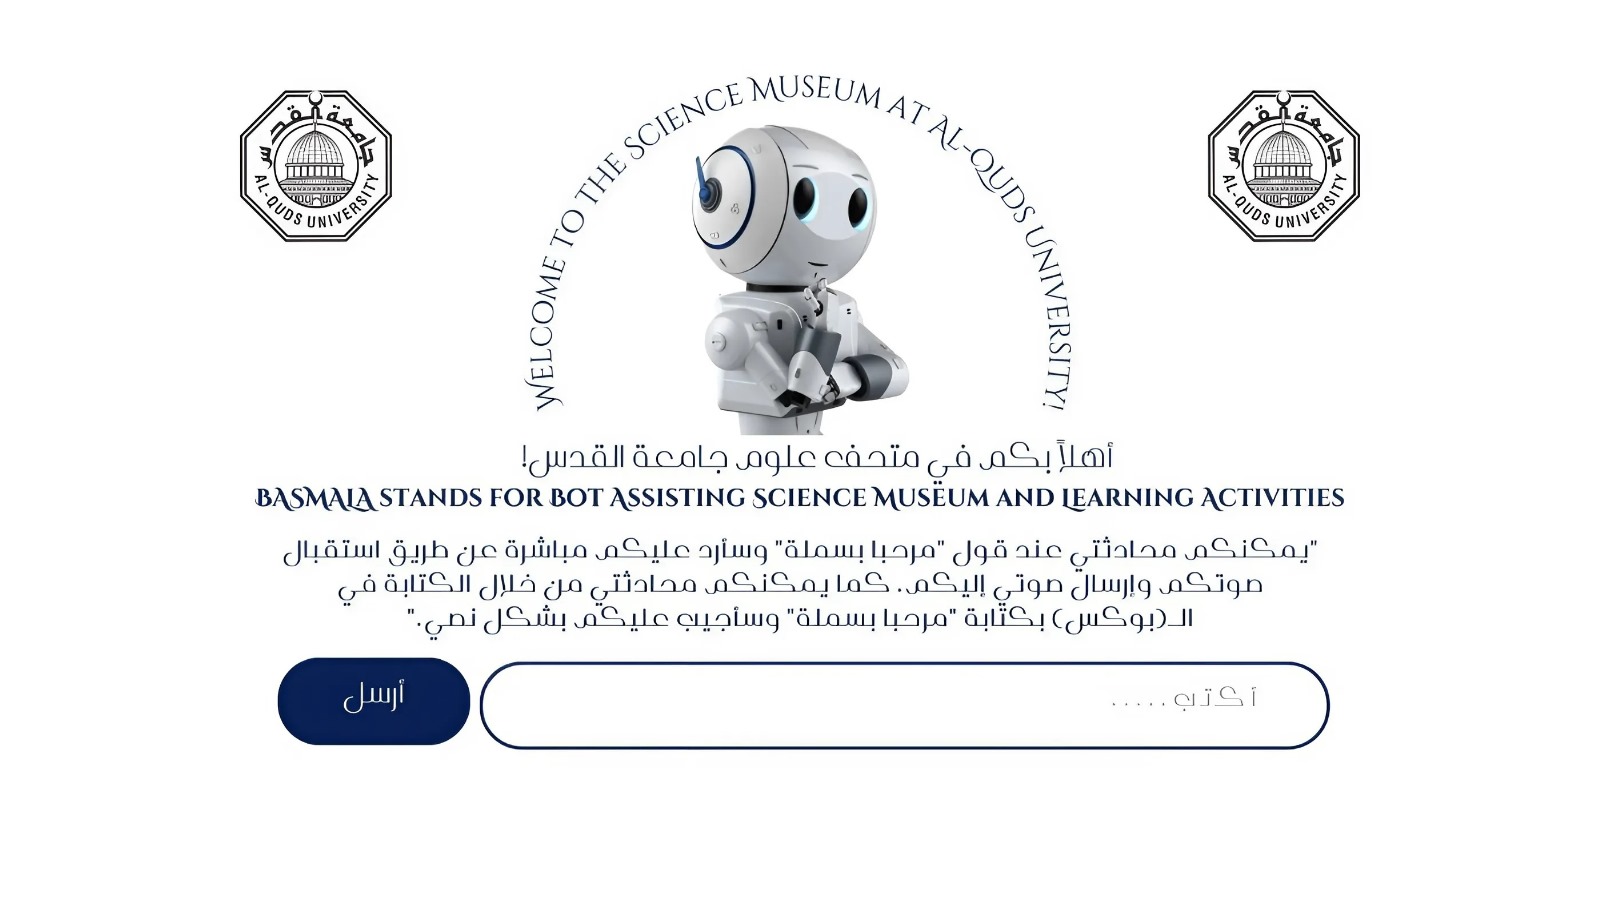 جامعة القدس
AL-QUDS UNIVERSITY
WELCOME TO THE SCIENCE MUSEUM AT AL-QUDS UNIVERSITY!
جامعة القدس
AL-QUDS UNIVERSITY
أهلاً بكم في متحف علوم جامعة القدس!
BASMALA STANDS FOR BOT ASSISTING SCIENCE MUSEUM AND LEARNING ACTIVITIES
"يمكنكم محادثتي عند قول "مرحبا بسملة" وسأرد عليكم مباشرة عن طريق استقبال
صوتكم وإرسال صوتي إليكم. كما يمكنكم محادثتي من خلال الكتابة في
الـ(بوكس) بكتابة "مرحبا بسملة" وسأجيب عليكم بشكل نصي."
أكتب.....
أرسل